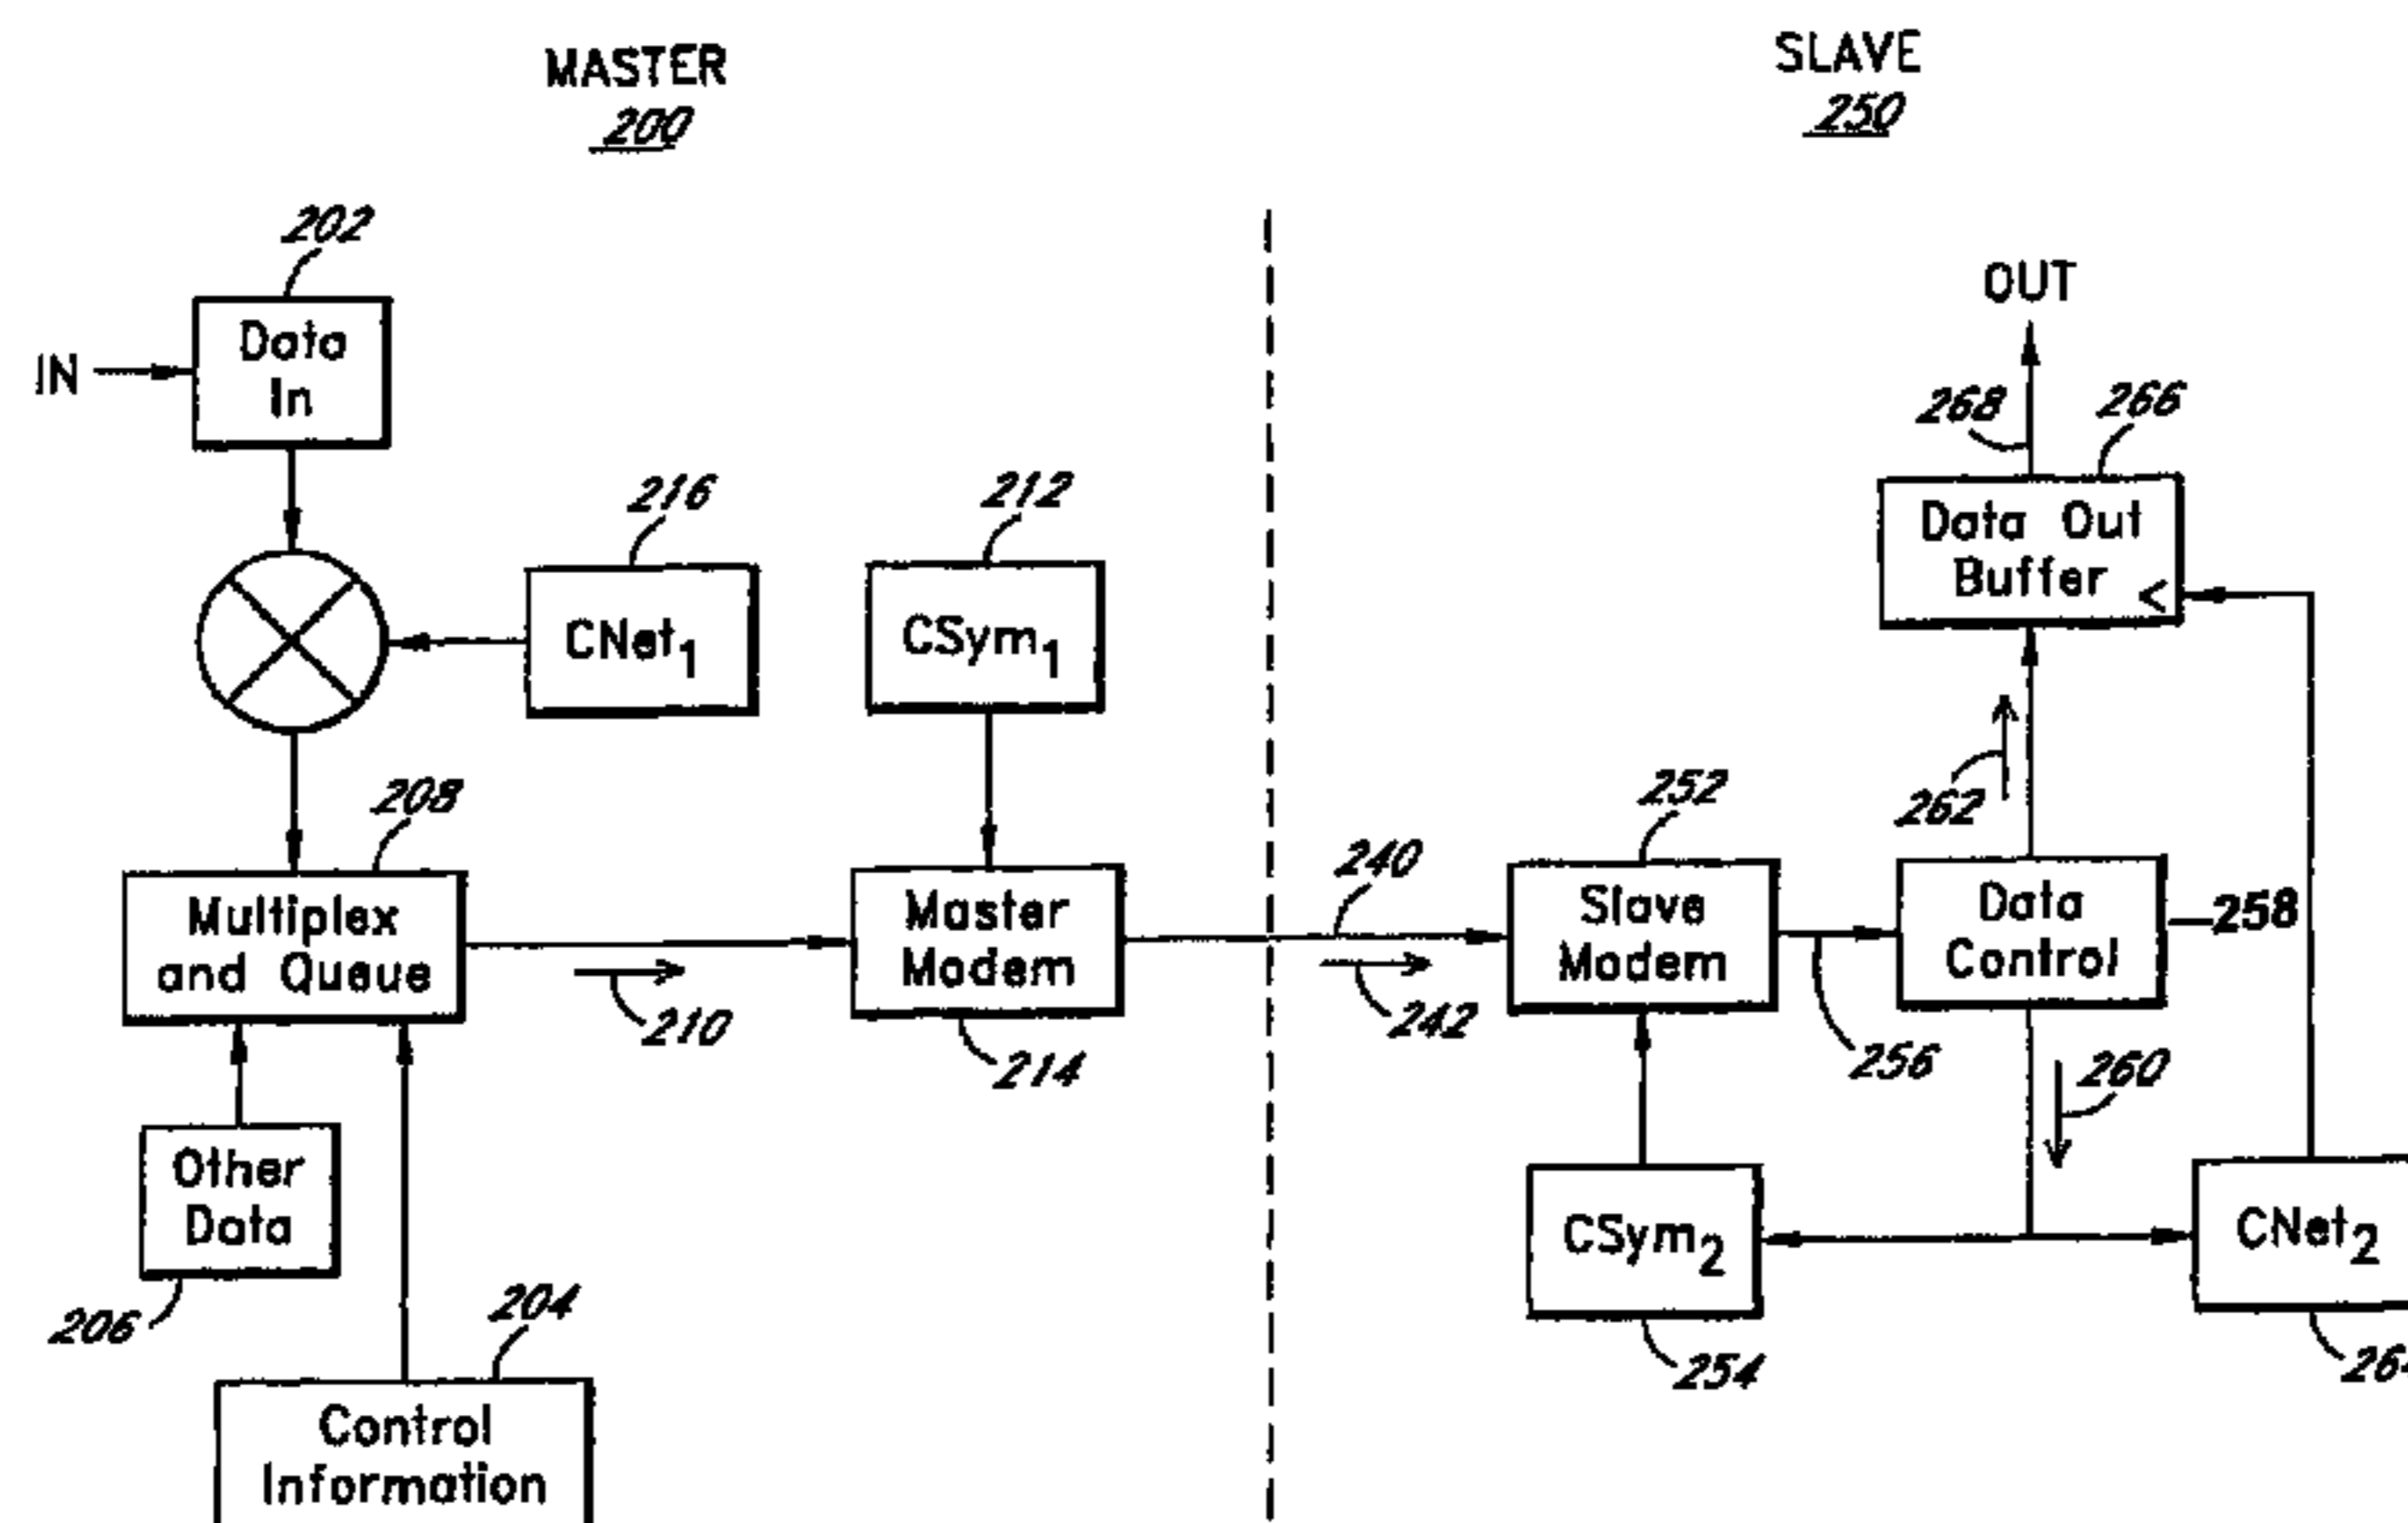 MASTER
200
SLAVE
250
202
Data
In
IN
OUT
268
266
Data Out
Buffer
<
216
CNet1
212
CSym1
262
208
Multiplex
and Queue
210
Master
Modem
214
240
242
252
Slave
Modem
256
Data
Control
258
260
Other
Data
206
CSym2
254
CNet2
204
Control
Information